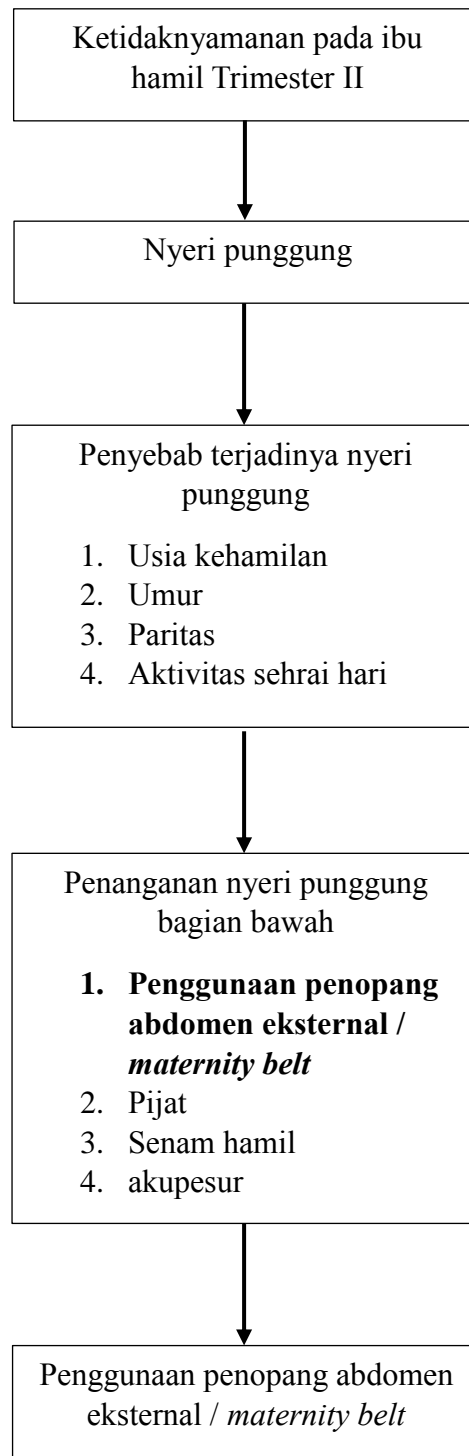 Ketidaknyamanan pada ibu
hamil Trimester II
Nyeri punggung
Penyebab terjadinya nyeri
punggung
1. Usia kehamilan
2. Umur
3. Paritas
4. Aktivitas sehrai hari
Penanganan nyeri punggung
bagian bawah
1. Penggunaan penopang
abdomen eksternal /
maternity belt
2. Pijat
3. Senam hamil
4. akupesur
Penggunaan penopang abdomen
eksternal / maternity belt